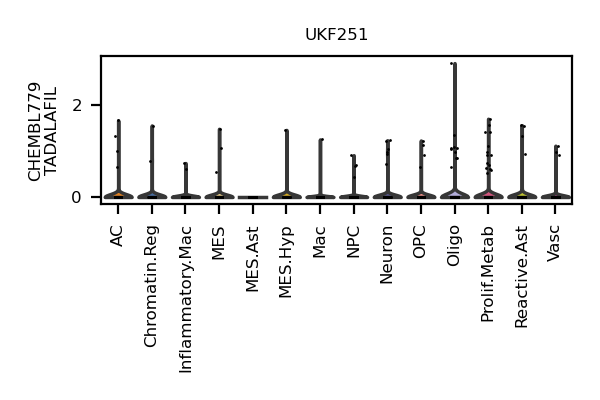 UKF251
CHEMBL779
TADALAFIL
2
0
AC
Chromatin.Reg
Inflammatory.Mac
MES
MES.Ast
MES.Hyp
Mac
NPC
Neuron
OPC
Oligo
Prolif.Metab
Reactive.Ast
Vasc